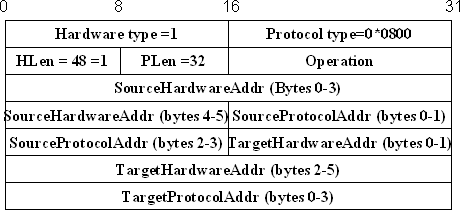 0 8 16 31
Hardware type =1 Protocol type=0*0800
HLen = 48 =1 PLen =32 Operation
SourceHardwareAddr (Bytes 0-3)
SourceHardwareAddr (bytes 4-5) SourceProtocolAddr (bytes 0-1)
SourceProtocolAddr (bytes 2-3) TargetHardwareAddr (bytes 0-1)
TargetHardwareAddr (bytes 2-5)
TargetProtocolAddr (bytes 0-3)